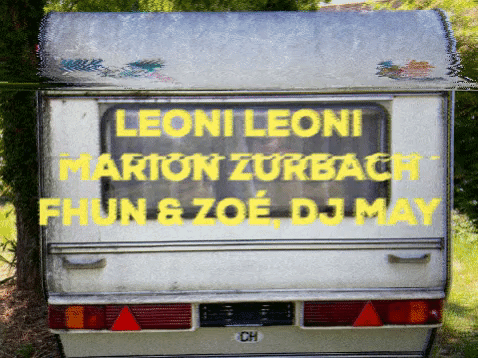 LEONI LEONI
MARION ZURBACH
FHUN & ZOÉ, DJ MAY
CH